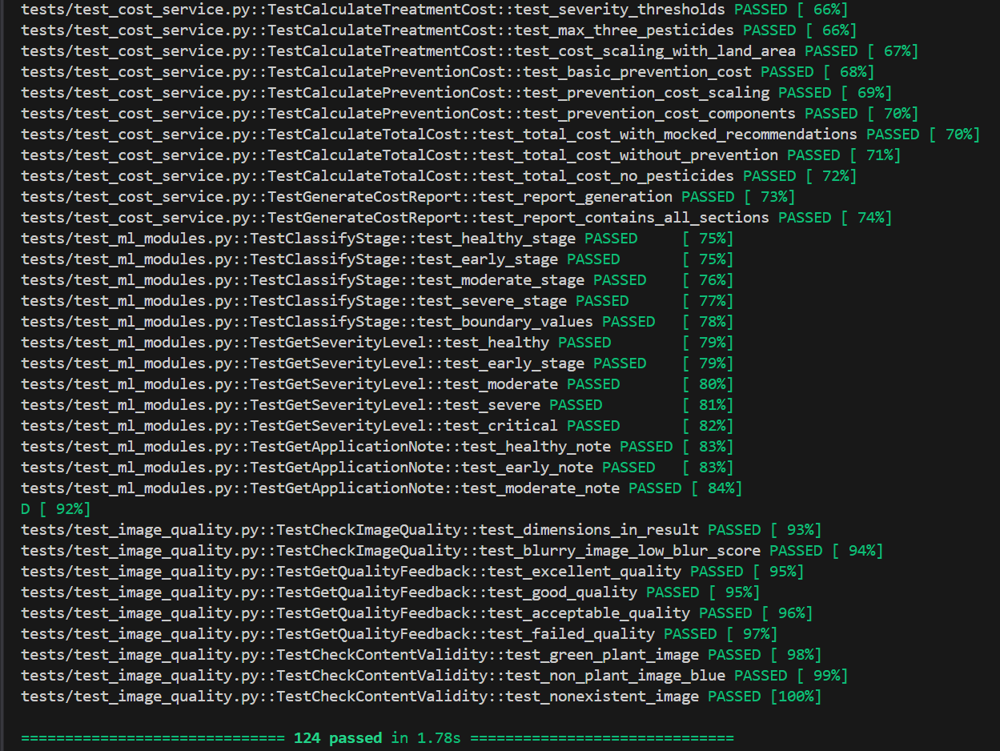 tests/test_cost_service.py::TestCalculateTreatmentCost::test_severity_thresholds PASSED [ 66%]
tests/test_cost_service.py::TestCalculateTreatmentCost::test_max_three_pesticides PASSED [ 66%]
tests/test_cost_service.py::TestCalculateTreatmentCost::test_cost_scaling_with_land_area PASSED [ 67%]
tests/test_cost_service.py::TestCalculatePreventionCost::test_basic_prevention_cost PASSED [ 68%]
tests/test_cost_service.py::TestCalculatePreventionCost::test_prevention_cost_scaling PASSED [ 69%]
tests/test_cost_service.py::TestCalculatePreventionCost::test_prevention_cost_components PASSED [ 70%]
tests/test_cost_service.py::TestCalculateTotalCost::test_total_cost_with_mocked_recommendations PASSED [ 70%]
tests/test_cost_service.py::TestCalculateTotalCost::test_total_cost_without_prevention PASSED [ 71%]
tests/test_cost_service.py::TestCalculateTotalCost::test_total_cost_no_pesticides PASSED [ 72%]
tests/test_cost_service.py::TestGenerateCostReport::test_report_generation PASSED [ 73%]
tests/test_cost_service.py::TestGenerateCostReport::test_report_contains_all_sections PASSED [ 74%]
tests/test_ml_modules.py::TestClassifyStage::test_healthy_stage PASSED     [ 75%]
tests/test_ml_modules.py::TestClassifyStage::test_early_stage PASSED       [ 75%]
tests/test_ml_modules.py::TestClassifyStage::test_moderate_stage PASSED    [ 76%]
tests/test_ml_modules.py::TestClassifyStage::test_severe_stage PASSED      [ 77%]
tests/test_ml_modules.py::TestClassifyStage::test_boundary_values PASSED   [ 78%]
tests/test_ml_modules.py::TestGetSeverityLevel::test_healthy PASSED        [ 79%]
tests/test_ml_modules.py::TestGetSeverityLevel::test_early_stage PASSED    [ 79%]
tests/test_ml_modules.py::TestGetSeverityLevel::test_moderate PASSED       [ 80%]
tests/test_ml_modules.py::TestGetSeverityLevel::test_severe PASSED         [ 81%]
tests/test_ml_modules.py::TestGetSeverityLevel::test_critical PASSED       [ 82%]
tests/test_ml_modules.py::TestGetApplicationNote::test_healthy_note PASSED [ 83%]
tests/test_ml_modules.py::TestGetApplicationNote::test_early_note PASSED   [ 83%]
tests/test_ml_modules.py::TestGetApplicationNote::test_moderate_note PASSED [ 84%]
D [ 92%]
tests/test_image_quality.py::TestCheckImageQuality::test_dimensions_in_result PASSED [ 93%]
tests/test_image_quality.py::TestCheckImageQuality::test_blurry_image_low_blur_score PASSED [ 94%]
tests/test_image_quality.py::TestGetQualityFeedback::test_excellent_quality PASSED [ 95%]
tests/test_image_quality.py::TestGetQualityFeedback::test_good_quality PASSED [ 95%]
tests/test_image_quality.py::TestGetQualityFeedback::test_acceptable_quality PASSED [ 96%]
tests/test_image_quality.py::TestGetQualityFeedback::test_failed_quality PASSED [ 97%]
tests/test_image_quality.py::TestCheckContentValidity::test_green_plant_image PASSED [ 98%]
tests/test_image_quality.py::TestCheckContentValidity::test_non_plant_image_blue PASSED [ 99%]
tests/test_image_quality.py::TestCheckContentValidity::test_nonexistent_image PASSED [100%]
============================== 124 passed in 1.78s ==============================